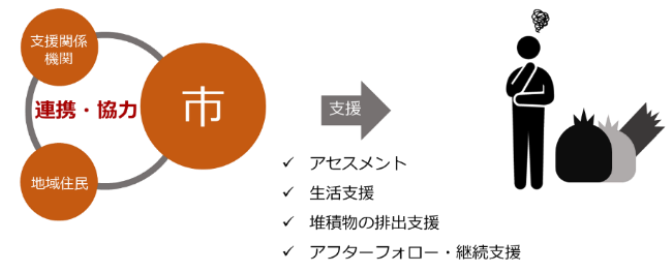 支援関係
機関
連携・協力
市
地域住民
支援
✓ アセスメント
✓ 生活支援
✓ 堆積物の排出支援
✓ アフターフォロー・継続支援